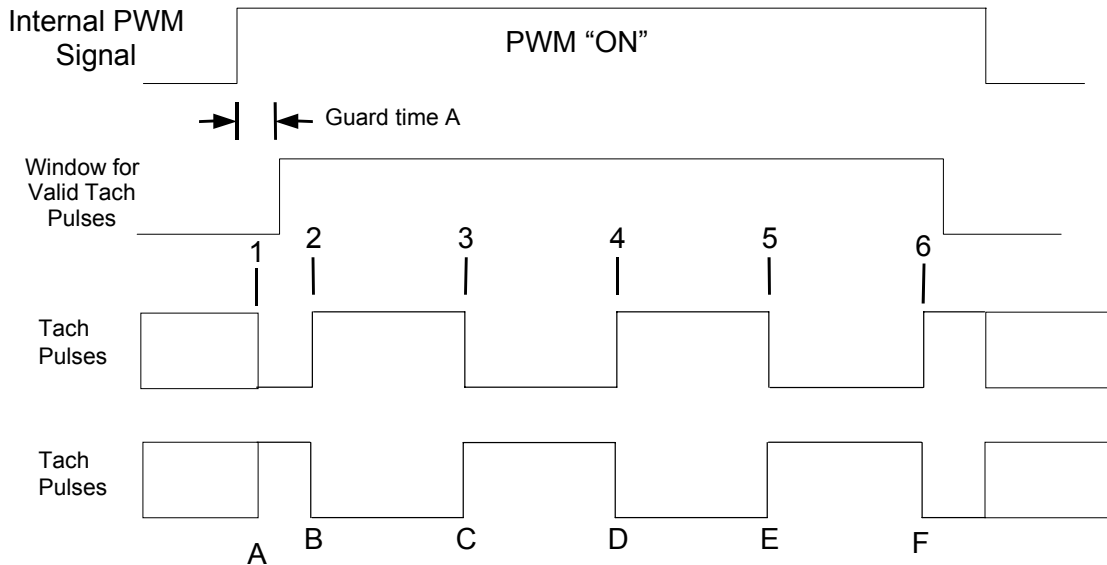 Internal PWM
Signal
PWM “ON”
Guard time A
Window for
Valid Tach
Pulses
1
2
3
4
5
6
Tach
Pulses
Tach
Pulses
A
B
C
D
E
F